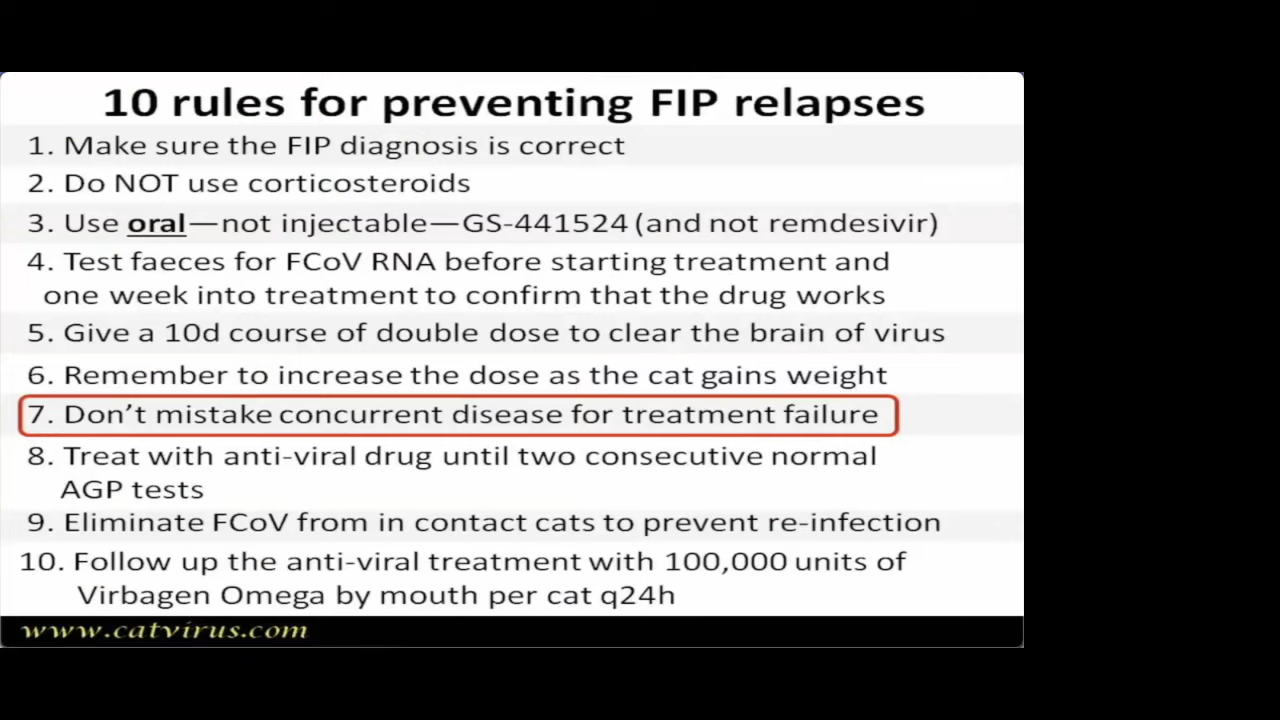 10 rules for preventing FIP relapses
1. Make sure the FIP diagnosis is correct
2. Do NOT use corticosteroids
3. Use oral—not injectable—GS-441524 (and not remdesivir)
4. Test faeces for FCoV RNA before starting treatment and
one week into treatment to confirm that the drug works
5. Give a 10d course of double dose to clear the brain of virus
6. Remember to increase the dose as the cat gains weight
7. Don’t mistake concurrent disease for treatment failure
8. Treat with anti-viral drug until two consecutive normal
AGP tests
9. Eliminate FCoV from in contact cats to prevent re-infection
10. Follow up the anti-viral treatment with 100,000 units of
Virbagen Omega by mouth per cat q24h
www.catvirus.com